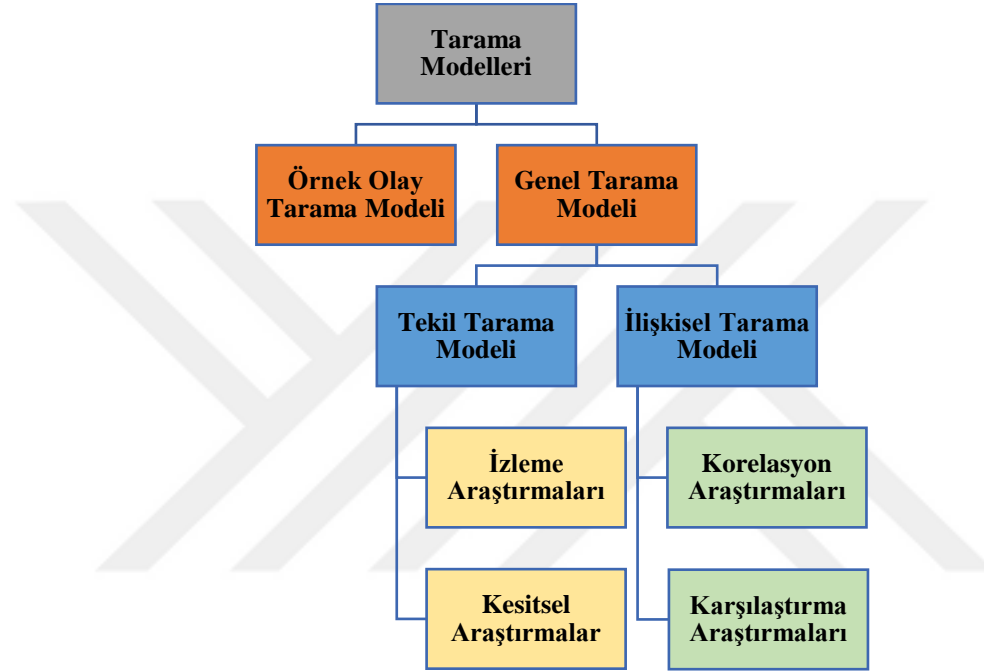 Tarama
Modelleri
Örnek Olay
Tarama Modeli
Genel Tarama
Modeli
Tekil Tarama
Modeli
İlişkisel Tarama
Modeli
İzleme
Araştırmaları
Korelasyon
Araştırmaları
Kesitsel
Araştırmalar
Karşılaştırma
Araştırmaları